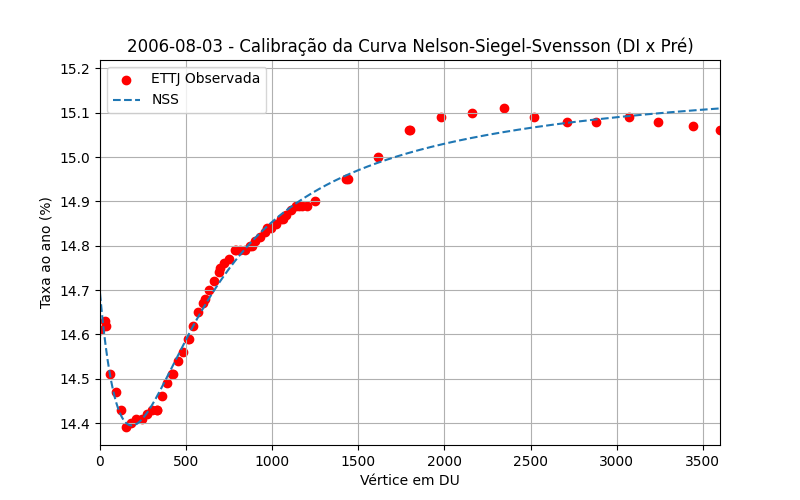 2006-08-03 - Calibração da Curva Nelson-Siegel-Svensson (DI x Pré)
15.2
15.1
15.0
14.9
14.8
14.7
14.6
14.5
14.4
Taxa ao ano (%)
ETTJ Observada
NSS
0 500 1000 1500 2000 2500 3000 3500
Vértice em DU